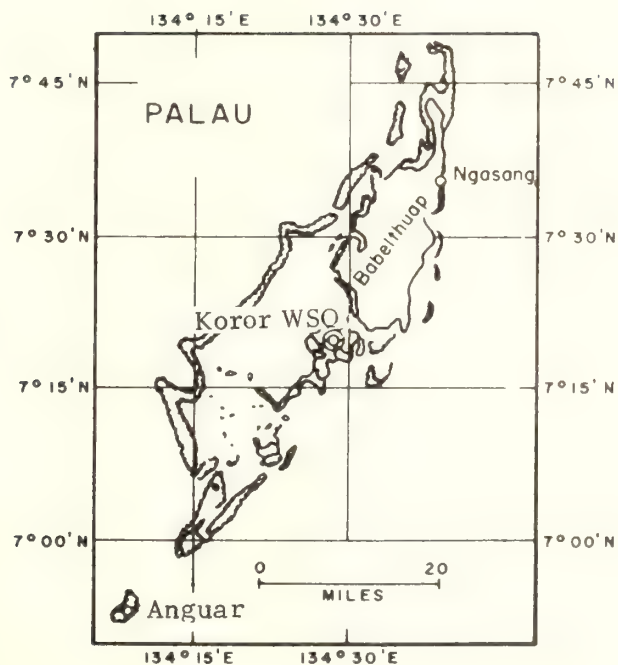 134° 15' E 134° 30' E
7° 45' N 7° 45' N
PALAU
Ngasang
Babelthuap
7° 30' N 7° 30' N
Koror WSO
7° 15' N 7° 15' N
7° 00' N 7° 00' N
0 20
MILES
Anguar
134° 15' E 134° 30' E